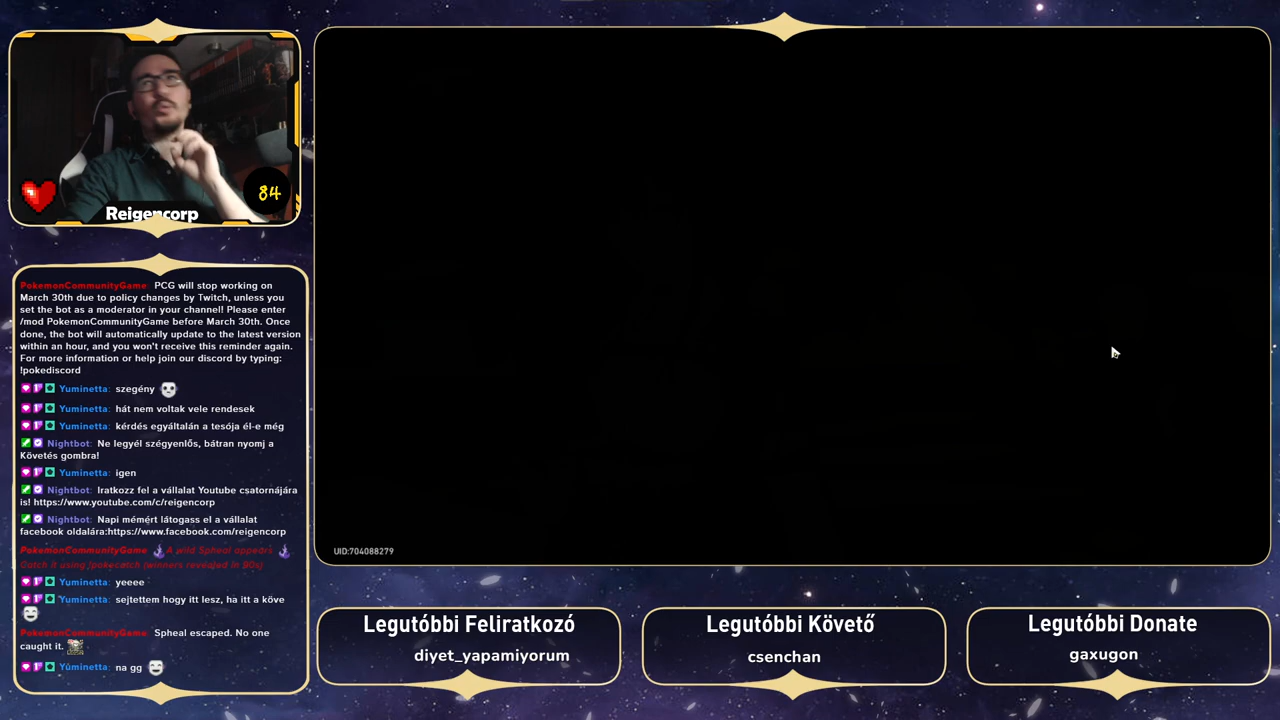 Reigencorp
84
PokemonCommunityGame: PCG will stop working on
March 30th due to policy changes by Twitch, unless you
set the bot as a moderator in your channel! Please enter
/mod PokemonCommunityGame before March 30th. Once
done, the bot will automatically update to the latest version
within an hour, and you won't receive this reminder again.
For more information or help join our discord by typing:
!pokediscord
Yuminetta: szegény
Yuminetta: hát nem voltak vele rendesek
Yuminetta: kérdés egyáltalán a tesója él-e még
Nightbot: Ne legyél szégyenlős, bátran nyomj a
Követés gombra!
Yuminetta: igen
Nightbot: Iratkozz fel a vállalat Youtube csatornájára
is! https://www.youtube.com/c/reigencorp
Nightbot: Napi mémért látogass el a vállalat
facebook oldalára:https://www.facebook.com/reigencorp
PokemonCommunityGame A wild Spheal appears
Catch it using !pokecatch (winners revealed in 90s)
Yuminetta: yeeee
Yuminetta: sejtettem hogy itt lesz, ha itt a köve
PokemonCommunityGame: Spheal escaped. No one
caught it.
Yuminetta: na gg
UID:704088279
Legutóbbi Feliratkozó
diyet_yapamiyorum
Legutóbbi Követő
csenchan
Legutóbbi Donate
gaxugon